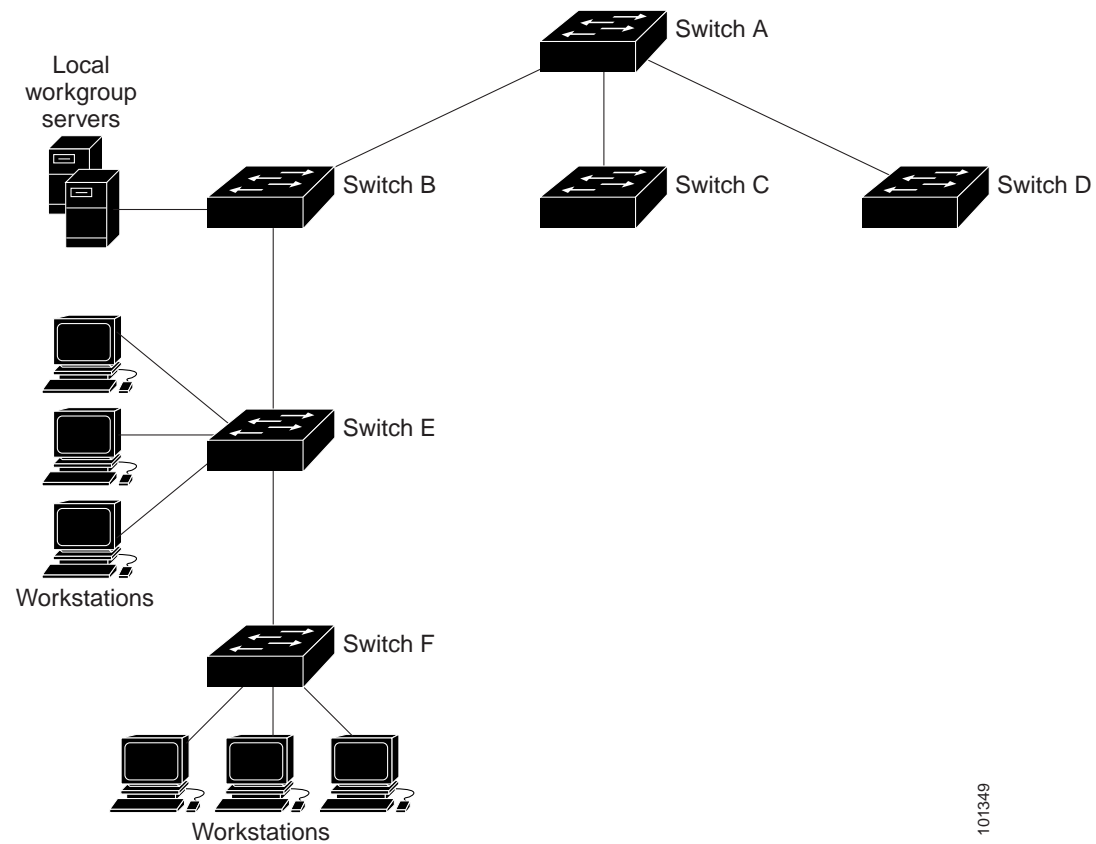 Switch A
Local
workgroup
servers
Switch B
Switch C
Switch D
Switch E
Workstations
Switch F
Workstations
101349